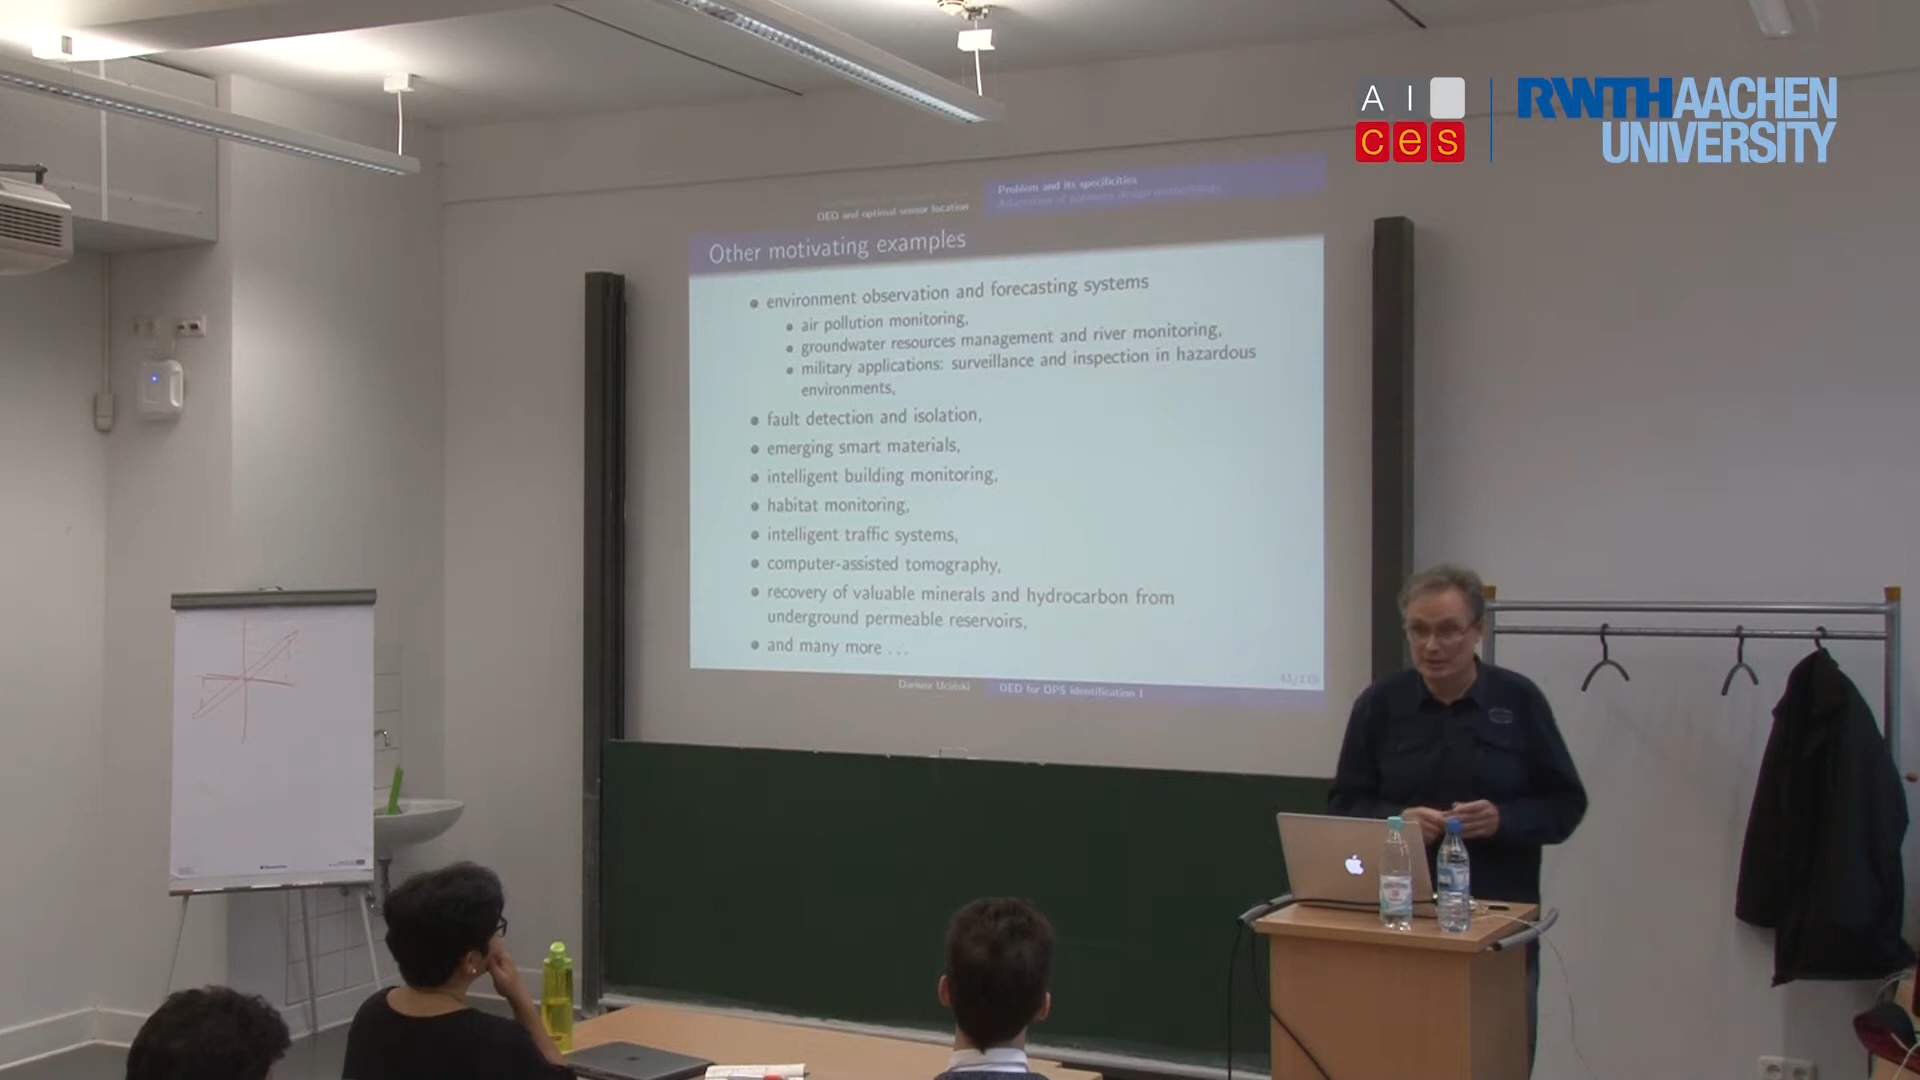 AI
ces
RWTH AACHEN
UNIVERSITY
Problem and its specificities
OED and optimal sensor location
Other motivating examples
environment observation and forecasting systems
air pollution monitoring,
groundwater resources management and river monitoring,
military applications: surveillance and inspection in hazardous
environments,
fault detection and isolation,
emerging smart materials,
intelligent building monitoring,
habitat monitoring,
intelligent traffic systems,
computer-assisted tomography,
recovery of valuable minerals and hydrocarbon from
underground permeable reservoirs,
and many more ...
Dariusz Uciński
OED for DPS identification I